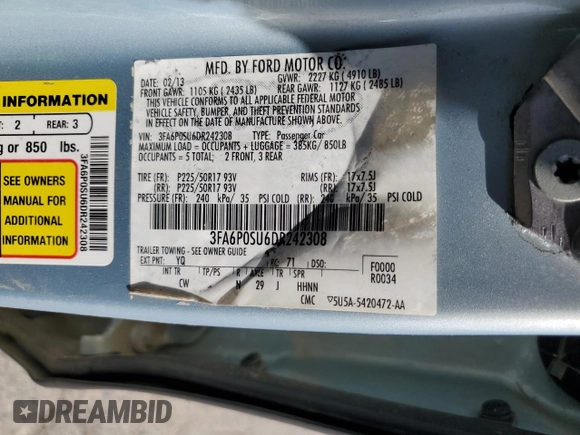 MFD. BY FORD MOTOR CO.
DATE: 02/13
GVWR: 2227 KG ( 4910 LB)
FRONT GAWR: 1105 KG ( 2435 LB)
REAR GAWR: 1127 KG ( 2485 LB)
THIS VEHICLE CONFORMS TO ALL APPLICABLE FEDERAL MOTOR
VEHICLE SAFETY, BUMPER, AND THEFT PREVENTION STANDARDS
IN EFFECT ON THE DATE OF MANUFACTURE SHOWN ABOVE.
VIN: 3FA6P0SU6DR242308
TYPE: Passenger Car
MAXIMUM LOAD = OCCUPANTS + LUGGAGE = 385KG/ 850LB
OCCUPANTS = 5 TOTAL; 2 FRONT, 3 REAR
TIRE (FR): P225/50R17 93V
RIMS (FR): 17x7.5J
(RR): P225/50R17 93V
(RR): 17x7.5J
PRESSURE (FR): 240 kPa/ 35 PSI COLD
(RR): 240 kPa/ 35 PSI COLD
3FA6P0SU6DR242308
TRAILER TOWING - SEE OWNER GUIDE
EXT PNT: YQ
RC: 71
DSO:
F0000
R0034
INT TR
TP/PS
R
AXLE
TR
SPR
CW
N
29
J
HHNN
CMC
5U5A-5420472-AA
INFORMATION
2
REAR: 3
or 850 lbs.
SEE OWNERS
MANUAL FOR
ADDITIONAL
INFORMATION
3FA6P0SU6DR242308
DREAMBID